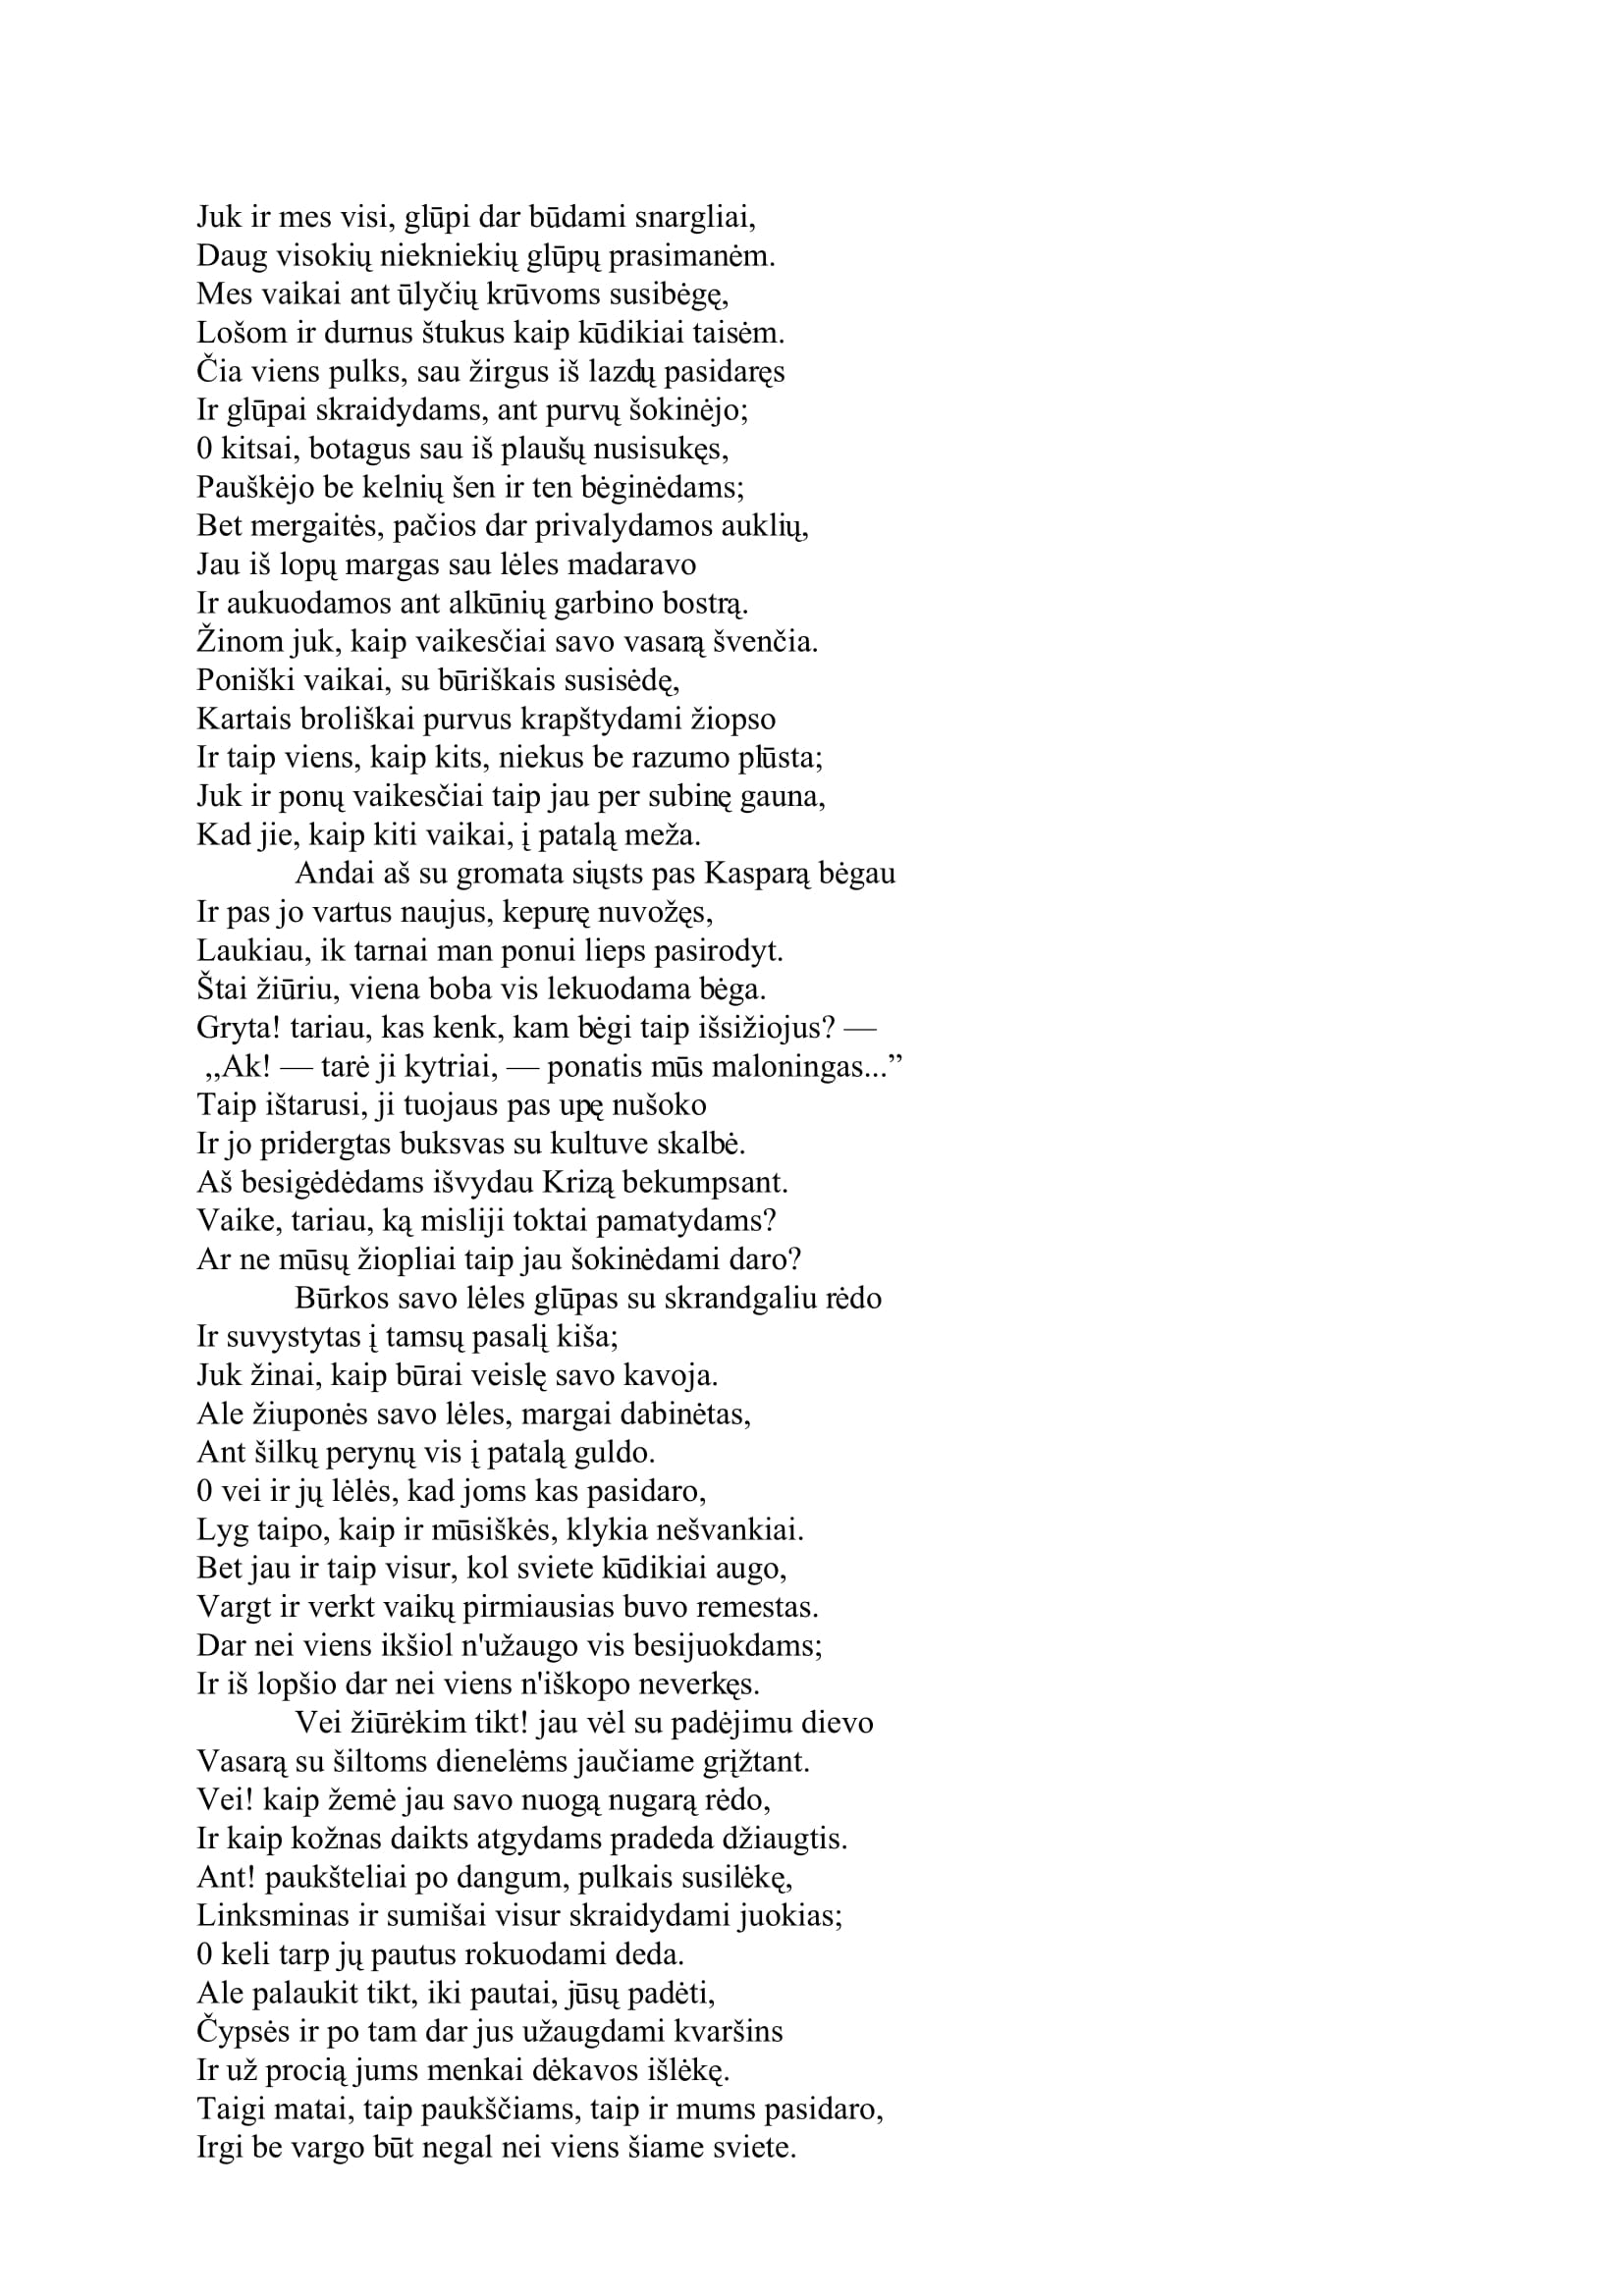 Juk ir mes visi, glūpi dar būdami snargliai,
Daug visokių niekniekių glūpų prasimanėm.
Mes vaikai ant ūlyčių krūvoms susibėgę,
Lošom ir durnus štukus kaip kūdikiai taisėm.
Čia viens pulks, sau žirgus iš lazdų pasidaręs
Ir glūpai skraidydams, ant purvų šokinėjo;
0 kitsai, botagus sau iš plaušų nusisukęs,
Pauškėjo be kelnių šen ir ten bėginėdams;
Bet mergaitės, pačios dar privalydamos auklių,
Jau iš lopų margas sau lėles madaravo
Ir aukuodamos ant alkūnių garbino bostrą.
Žinom juk, kaip vaikesčiai savo vasarą švenčia.
Poniški vaikai, su būriškais susisėdę,
Kartais broliškai purvus krapštydami žiopso
Ir taip viens, kaip kits, niekus be razumo plūsta;
Juk ir ponų vaikesčiai taip jau per subinę gauna,
Kad jie, kaip kiti vaikai, į patalą meža.
Andai aš su gromata siųsts pas Kasparą bėgau
Ir pas jo vartus naujus, kepurę nuvožęs,
Laukiau, ik tarnai man ponui lieps pasirodyt.
Štai žiūriu, viena boba vis lekuodama bėga.
Gryta! tariau, kas kenk, kam bėgi taip išsižiojus? —
,,Ak! — tarė ji kytriai, — ponatis mūs maloningas...”
Taip ištarusi, ji tuojaus pas upę nušoko
Ir jo pridergtas buksvas su kultuve skalbė.
Aš besigėdėdams išvydau Krizą bekumpsant.
Vaike, tariau, ką misliji toktai pamatydams?
Ar ne mūsų žiopliai taip jau šokinėdami daro?
Būrkos savo lėles glūpas su skrandgaliu rėdo
Ir suvystytas į tamsų pasalį kiša;
Juk žinai, kaip būrai veislę savo kavoja.
Ale žiuponės savo lėles, margai dabinėtas,
Ant šilkų perynų vis į patalą guldo.
0 vei ir jų lėlės, kad joms kas pasidaro,
Lyg taipo, kaip ir mūsiškės, klykia nešvankiai.
Bet jau ir taip visur, kol sviete kūdikiai augo,
Vargt ir verkt vaikų pirmiausias buvo remestas.
Dar nei viens ikšiol n'užaugo vis besijuokdams;
Ir iš lopšio dar nei viens n'iškopo neverkęs.
Vei žiūrėkim tikt! jau vėl su padėjimu dievo
Vasarą su šiltoms dienelėms jaučiame grįžtant.
Vei! kaip žemė jau savo nuogą nugarą rėdo,
Ir kaip kožnas daikts atgydams pradeda džiaugtis.
Ant! paukšteliai po dangum, pulkais susilėkę,
Linksminas ir sumišai visur skraidydami juokias;
0 keli tarp jų pautus rokuodami deda.
Ale palaukit tikt, iki pautai, jūsų padėti,
Čypsės ir po tam dar jus užaugdami kvaršins
Ir už procią jums menkai dėkavos išlėkę.
Taigi matai, taip paukščiams, taip ir mums pasidaro,
Irgi be vargo būt negal nei viens šiame sviete.